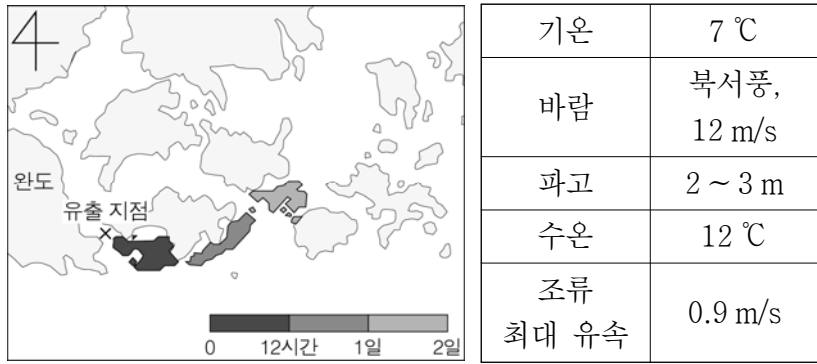 완도
유출 지점
0 12시간 1일 2일
기온 7 ℃
바람 북서풍,
12 m/s
파고 2 ~ 3 m
수온 12 ℃
조류
최대 유속 0.9 m/s